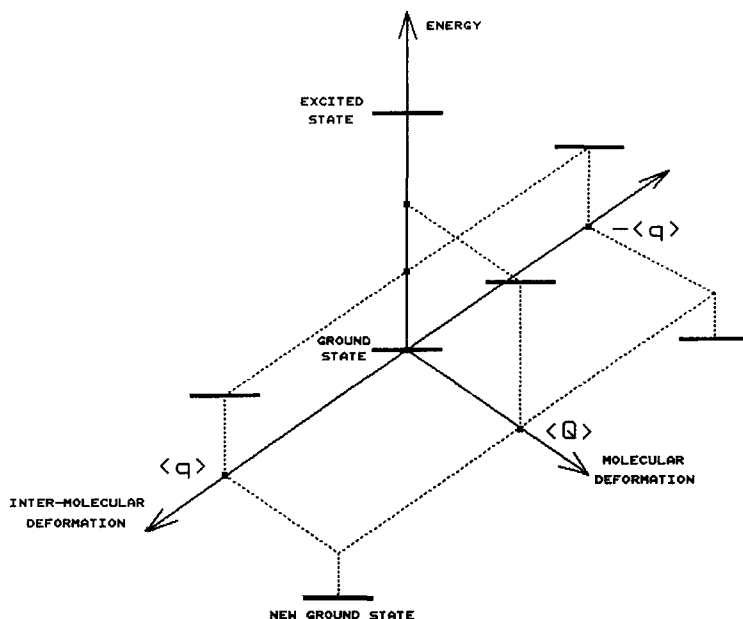 ENERGY
EXCITED
STATE
-<q>
GROUND
STATE
<Q>
<q>
MOLECULAR
DEFORMATION
INTER-MOLECULAR
DEFORMATION
NEW GROUND STATE